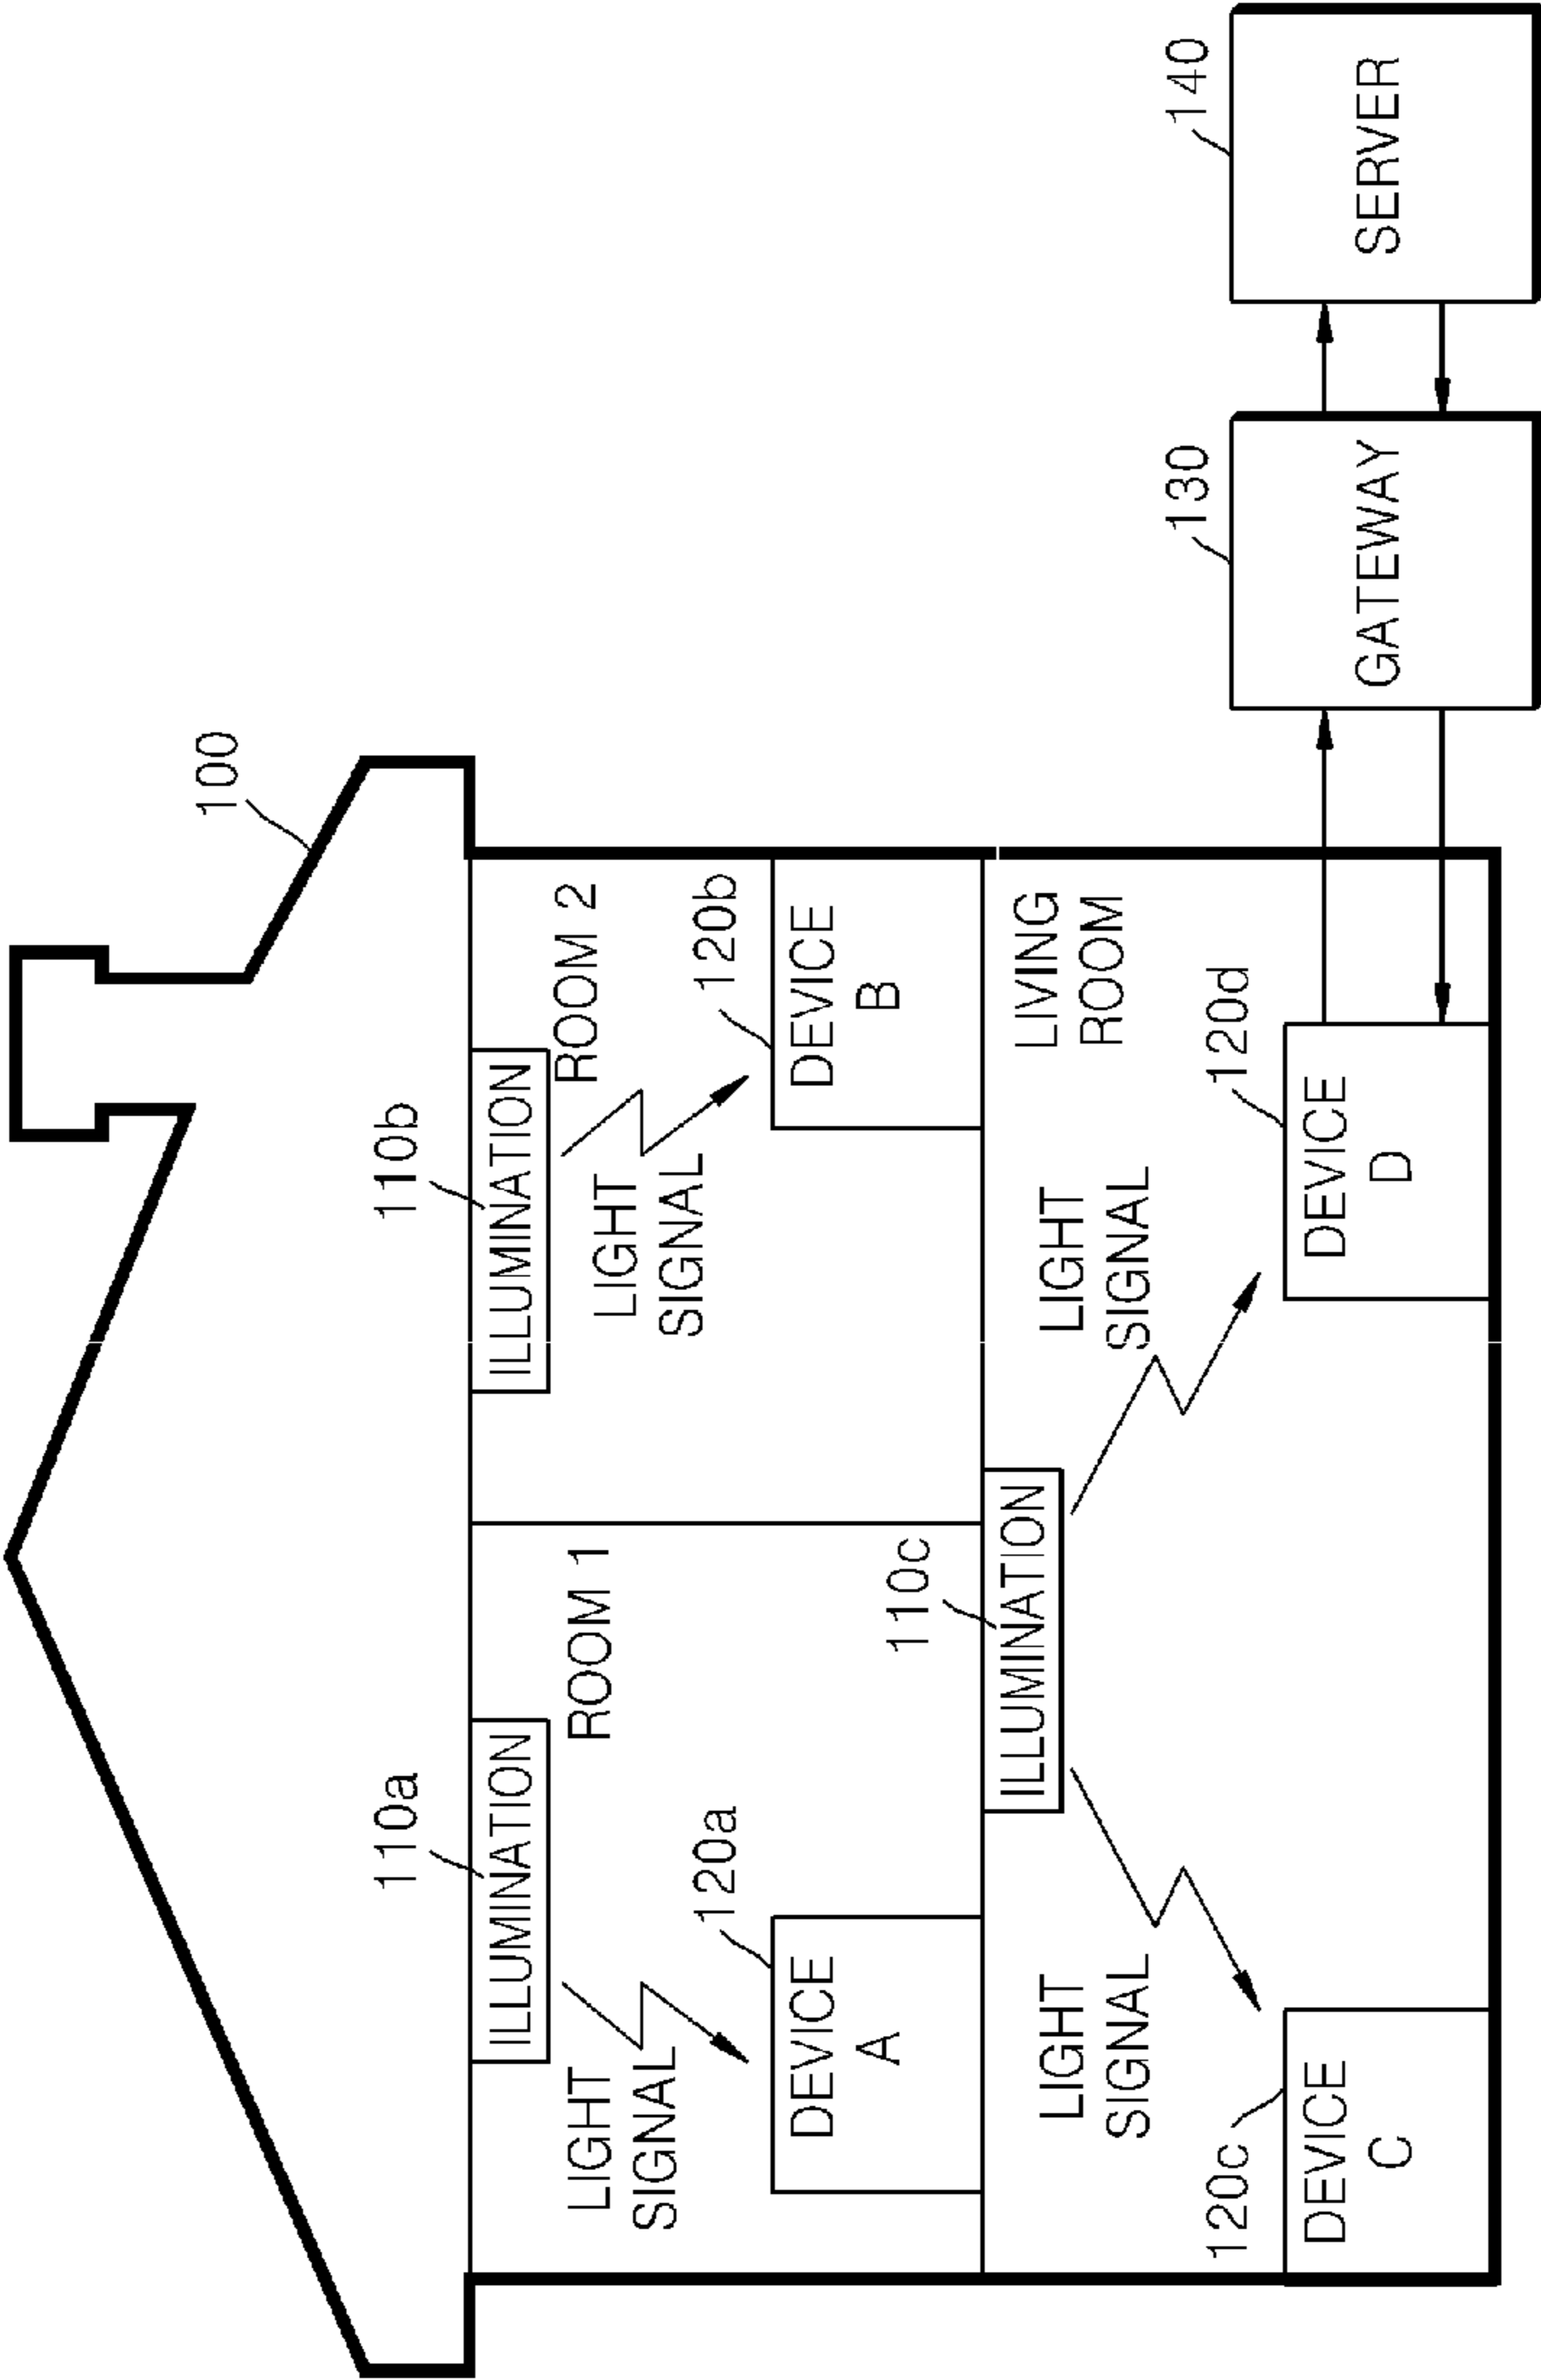 100
110a
110b
ILLUMINATION
ILLUMINATION
ROOM 1
ROOM 2
LIGHT
SIGNAL
LIGHT
SIGNAL
120a
120b
DEVICE
A
DEVICE
B
110c
ILLUMINATION
LIVING
ROOM
LIGHT
SIGNAL
LIGHT
SIGNAL
120c
120d
130
140
DEVICE
C
DEVICE
D
GATEWAY
SERVER